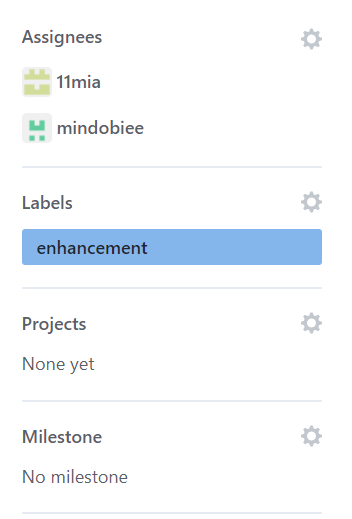 Assignees
11mia
mindobiee
Labels
enhancement
Projects
None yet
Milestone
No milestone